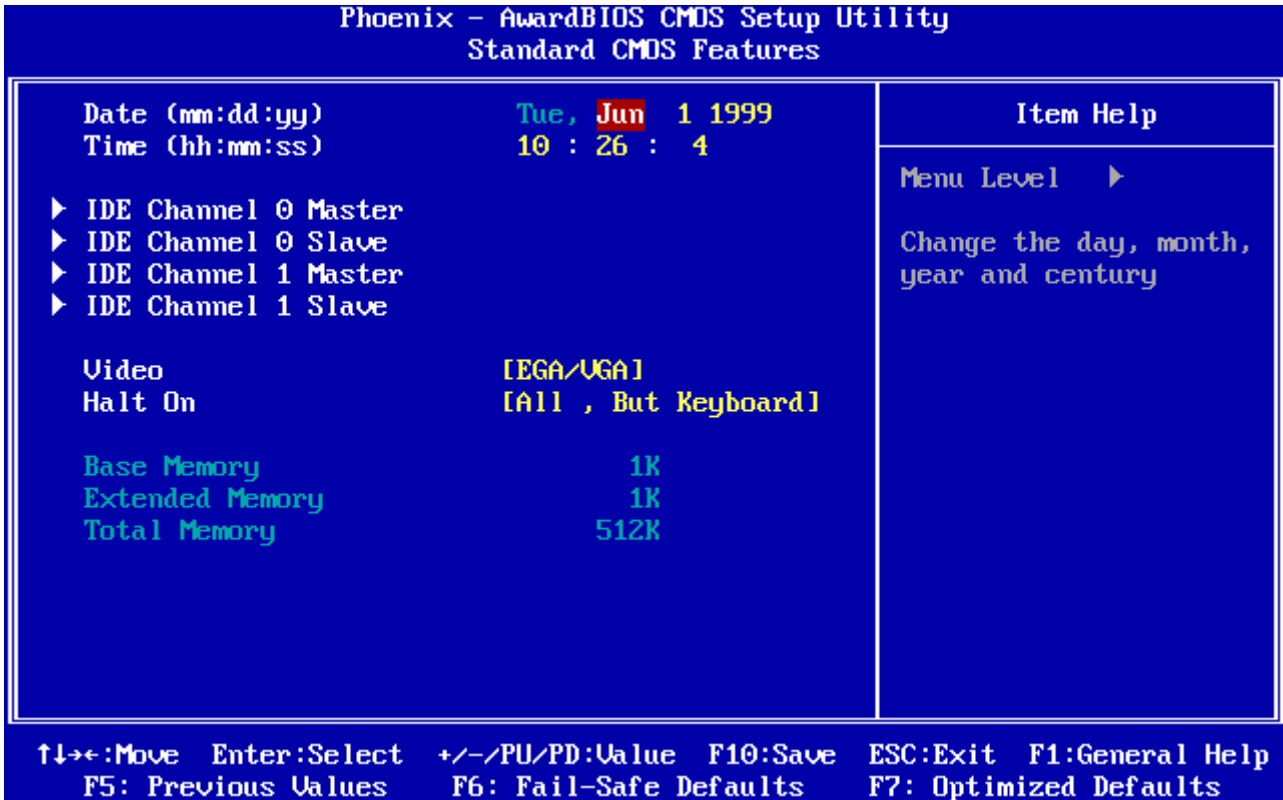 Phoenix - AwardBIOS CMOS Setup Utility
Standard CMOS Features
Date (mm:dd:yy) Tue, Jun 1 1999
Time (hh:mm:ss) 10 : 26 : 4
IDE Channel 0 Master
IDE Channel 0 Slave
IDE Channel 1 Master
IDE Channel 1 Slave
Video [EGA/VGA]
Halt On [All , But Keyboard]
Base Memory 1K
Extended Memory 1K
Total Memory 512K
Item Help
Menu Level
Change the day, month,
year and century
↑↓→←:Move Enter:Select +/-/PU/PD:Value F10:Save ESC:Exit F1:General Help
F5: Previous Values F6: Fail-Safe Defaults F7: Optimized Defaults